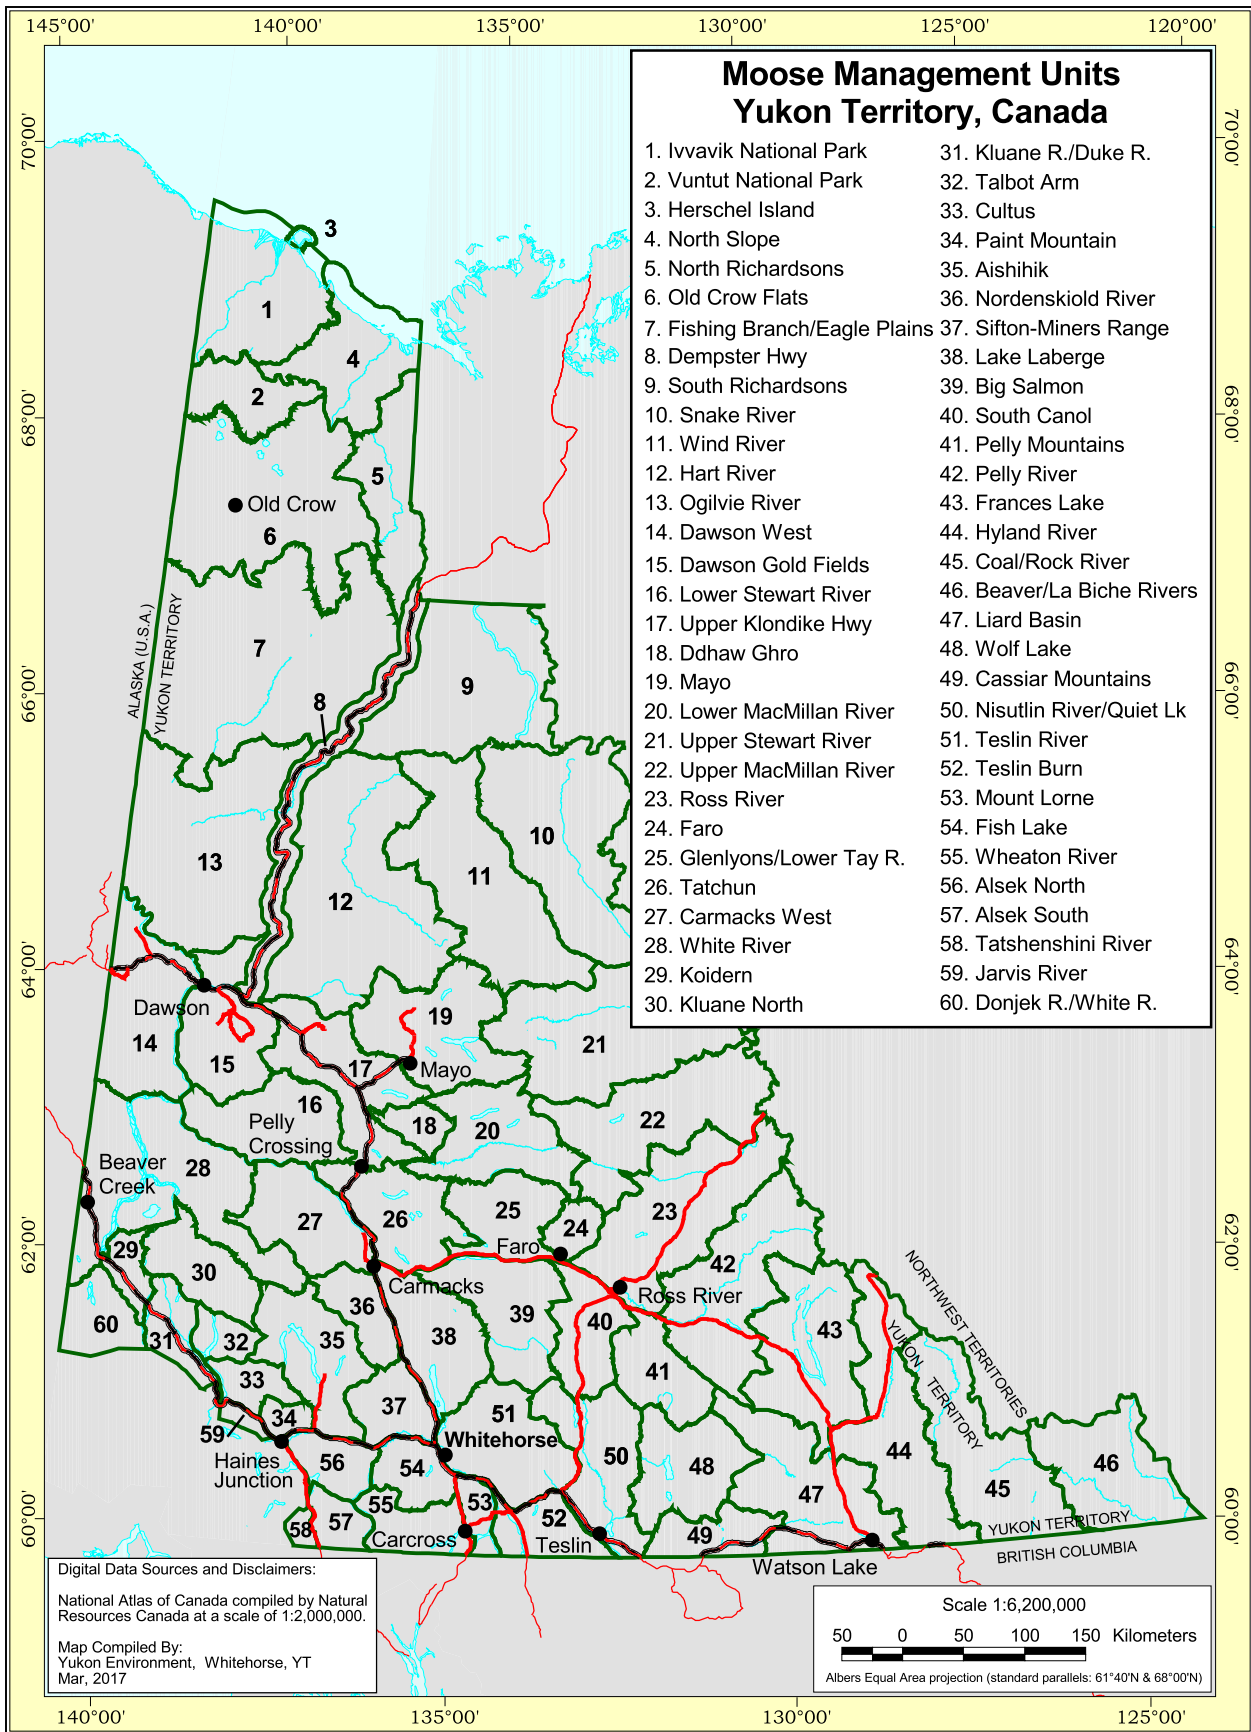 145°00' 140°00' 135°00' 130°00' 125°00' 120°00'
Moose Management Units
Yukon Territory, Canada
1. Ivvavik National Park
2. Vuntut National Park
3. Herschel Island
4. North Slope
5. North Richardsons
6. Old Crow Flats
7. Fishing Branch/Eagle Plains
8. Dempster Hwy
9. South Richardsons
10. Snake River
11. Wind River
12. Hart River
13. Ogilvie River
14. Dawson West
15. Dawson Gold Fields
16. Lower Stewart River
17. Upper Klondike Hwy
18. Ddhaw Ghro
19. Mayo
20. Lower MacMillan River
21. Upper Stewart River
22. Upper MacMillan River
23. Ross River
24. Faro
25. Glenlyons/Lower Tay R.
26. Tatchun
27. Carmacks West
28. White River
29. Koidern
30. Kluane North
31. Kluane R./Duke R.
32. Talbot Arm
33. Cultus
34. Paint Mountain
35. Aishihik
36. Nordenskiold River
37. Sifton-Miners Range
38. Lake Laberge
39. Big Salmon
40. South Canol
41. Pelly Mountains
42. Pelly River
43. Frances Lake
44. Hyland River
45. Coal/Rock River
46. Beaver/La Biche Rivers
47. Liard Basin
48. Wolf Lake
49. Cassiar Mountains
50. Nisutlin River/Quiet Lk
51. Teslin River
52. Teslin Burn
53. Mount Lorne
54. Fish Lake
55. Wheaton River
56. Alsek North
57. Alsek South
58. Tatshenshini River
59. Jarvis River
60. Donjek R./White R.
70°00'
70°00'
3
1
4
2
68°00'
68°00'
5
Old Crow
6
ALASKA (U.S.A.)
YUKON TERRITORY
7
66°00'
66°00'
8
9
10
13
11
12
64°00'
64°00'
Dawson
19
14
21
15
17
Mayo
16
Pelly
Crossing
18
20
22
Beaver
Creek
28
27
26
25
24
23
62°00'
62°00'
29
Faro
30
Carmacks
42
Ross River
NORTHWEST TERRITORIES
YUKON TERRITORY
60
31
32
35
36
38
39
40
43
33
41
59
34
37
51
Whitehorse
Haines
Junction
56
54
50
48
44
46
45
47
60°00'
60°00'
58
57
55
53
52
49
Carcross
Teslin
Watson Lake
YUKON TERRITORY
BRITISH COLUMBIA
Digital Data Sources and Disclaimers:
National Atlas of Canada compiled by Natural
Resources Canada at a scale of 1:2,000,000.
Map Compiled By:
Yukon Environment, Whitehorse, YT
Mar, 2017
Scale 1:6,200,000
50 0 50 100 150 Kilometers
Albers Equal Area projection (standard parallels: 61°40'N & 68°00'N)
140°00' 135°00' 130°00' 125°00'